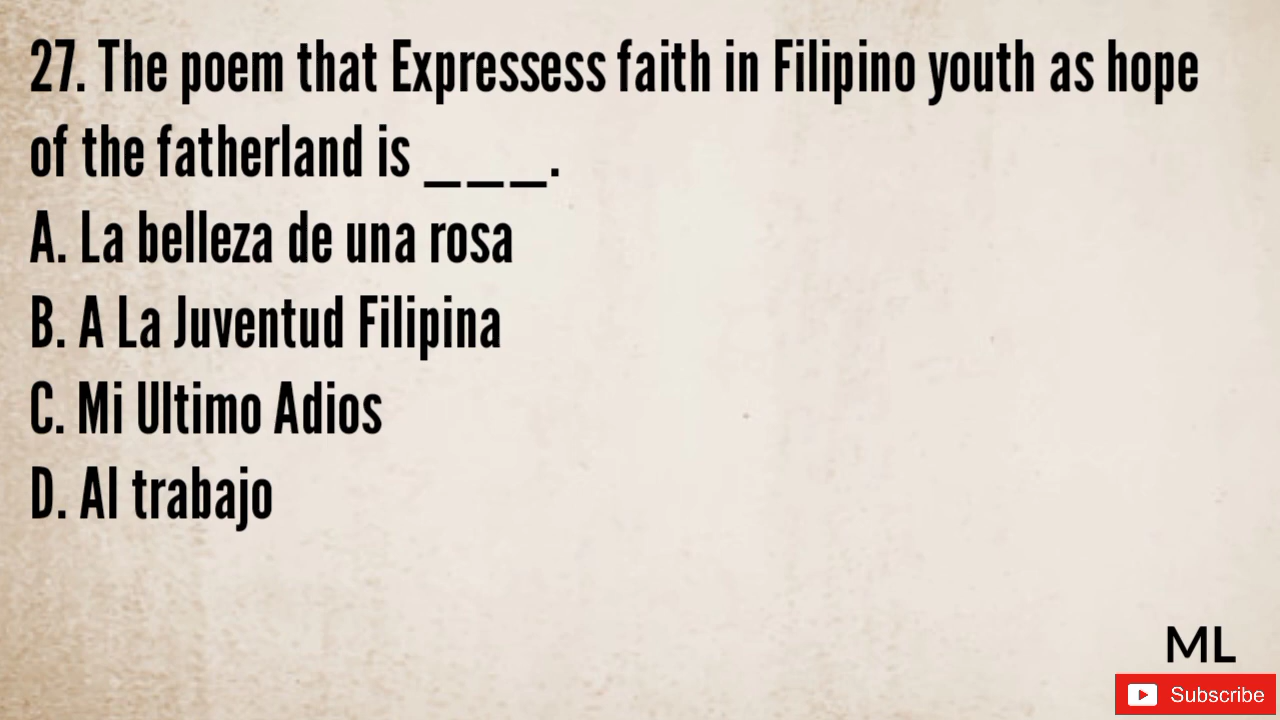 27. The poem that Expressess faith in Filipino youth as hope
of the fatherland is ___.
A. La belleza de una rosa
B. A La Juventud Filipina
C. Mi Ultimo Adios
D. Al trabajo
ML
Subscribe